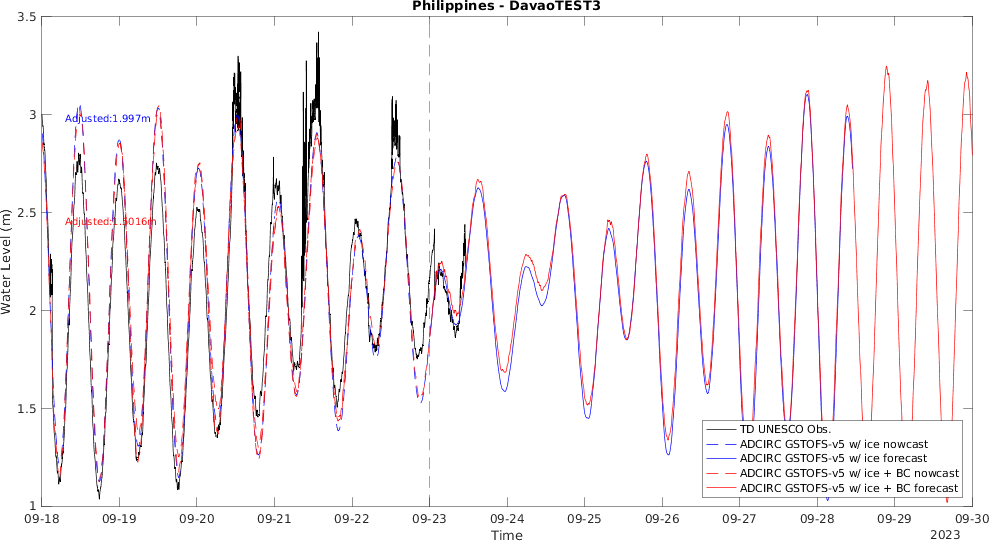 Philippines - DavaoTEST3
3.5
3
2.5
2
1.5
1
Water Level (m)
Adjusted:1.997m
Adjusted:1.5016m
TD UNESCO Obs.
ADCIRC GSTOFS-v5 w/ ice nowcast
ADCIRC GSTOFS-v5 w/ ice forecast
ADCIRC GSTOFS-v5 w/ ice + BC nowcast
ADCIRC GSTOFS-v5 w/ ice + BC forecast
09-18 09-19 09-20 09-21 09-22 09-23 09-24 09-25 09-26 09-27 09-28 09-29 09-30
Time
2023